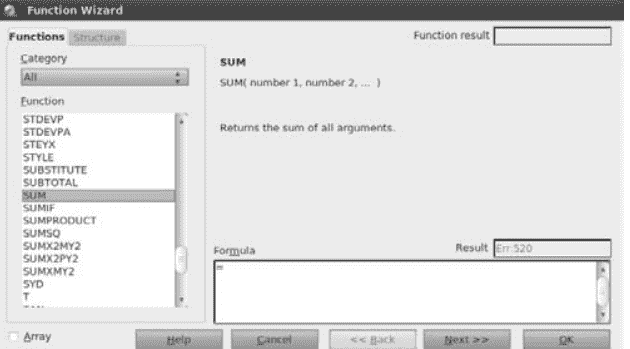 Function Wizard
Functions Structure
Function result
Category
All
Function
STDEVP
STDEVPA
STEYX
STYLE
SUBSTITUTE
SUBTOTAL
SUM
SUMIF
SUMPRODUCT
SUMSQ
SUMX2MY2
SUMX2PY2
SUMXMY2
SYD
T
SUM
SUM( number 1, number 2, ... )
Returns the sum of all arguments.
Formula
Result Err:520
=
Array
Help Cancel << Back Next >> OK